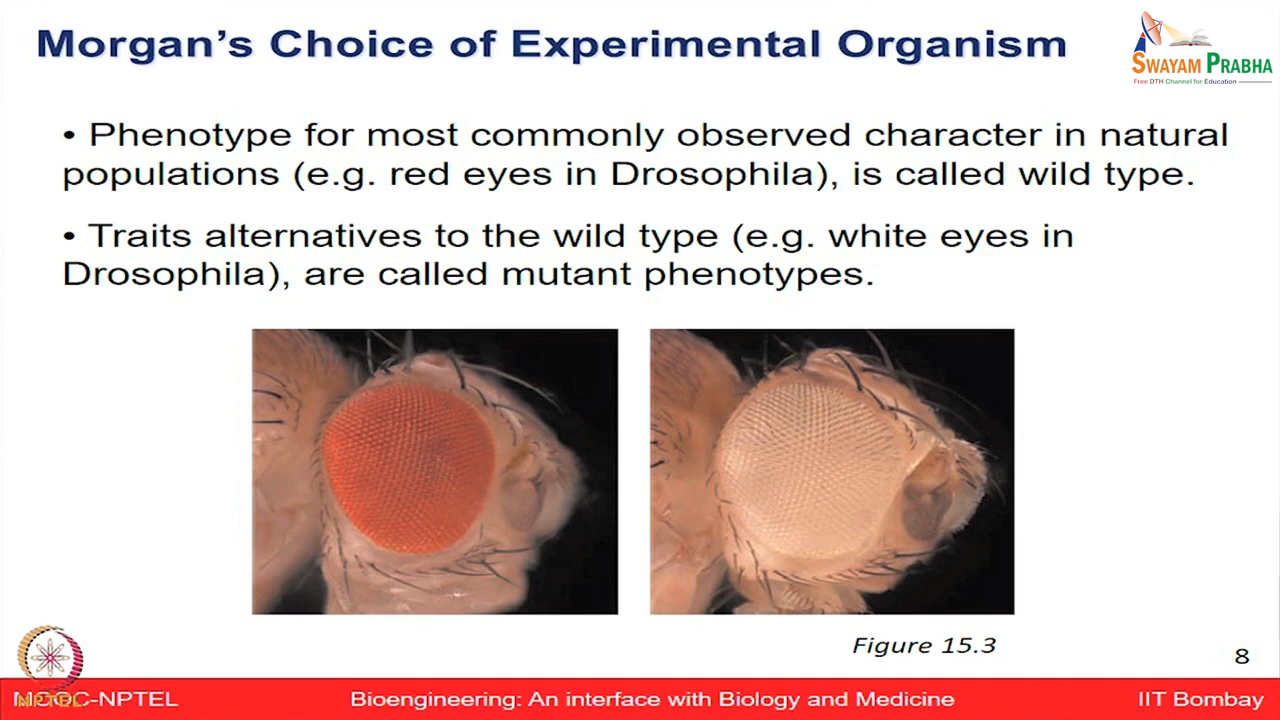 Morgan's Choice of Experimental Organism
SWAYAM PRABHA
Free DTH Channel for Education
• Phenotype for most commonly observed character in natural
populations (e.g. red eyes in Drosophila), is called wild type.
• Traits alternatives to the wild type (e.g. white eyes in
Drosophila), are called mutant phenotypes.
Figure 15.3
8
NPTEL
MOOC-NPTEL
Bioengineering: An interface with Biology and Medicine
IIT Bombay